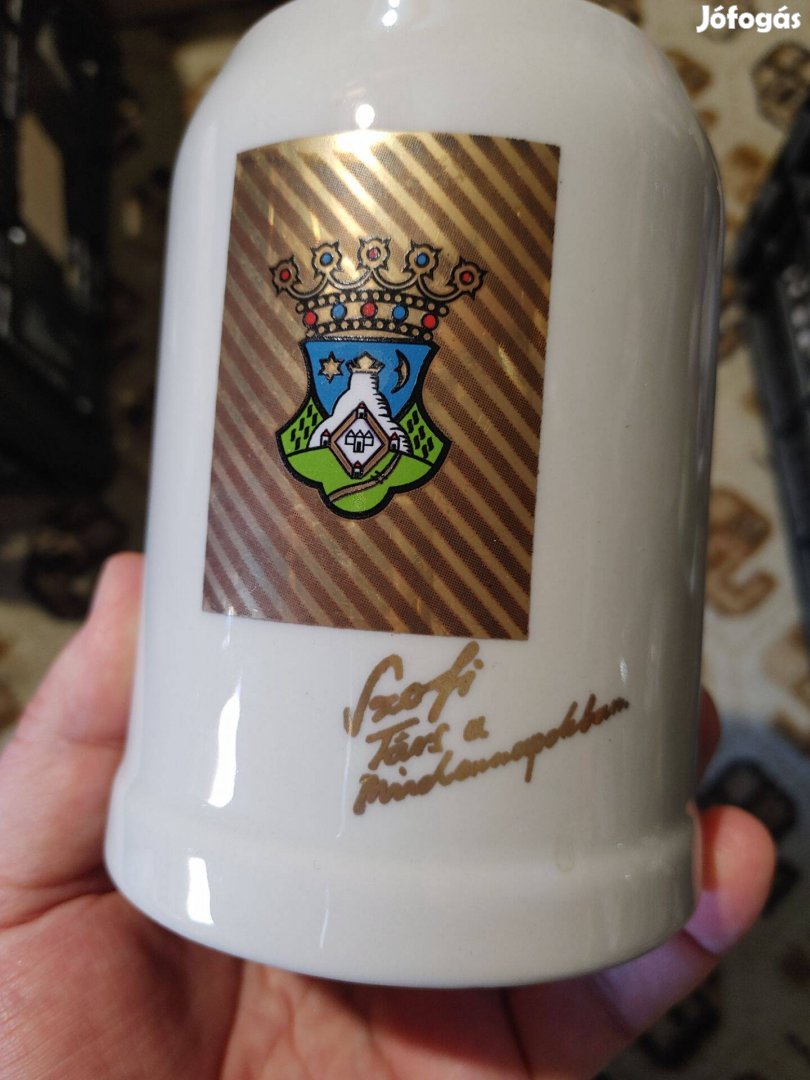 Jófogás
Szofi
Társ a
mindennapokban.